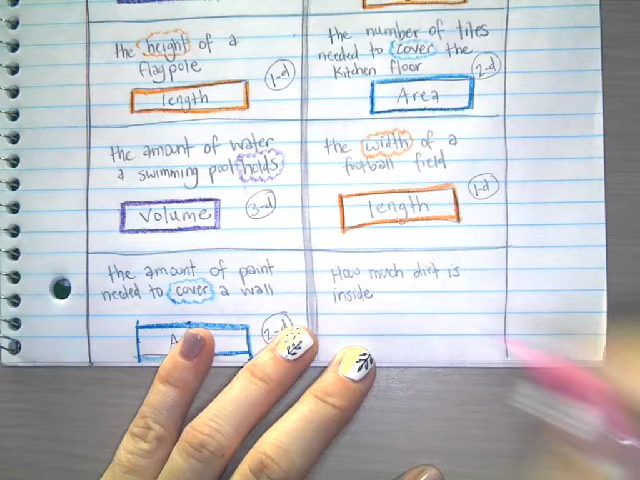 the height of a
flagpole
1-d
length
the number of tiles
needed to cover the
Kitchen floor
2-d
Area
the amount of water
a swimming pool holds
Volume
3-d
the width of a
football field
1-d
length
the amount of paint
needed to cover a wall
2-d
How much dirt is
inside